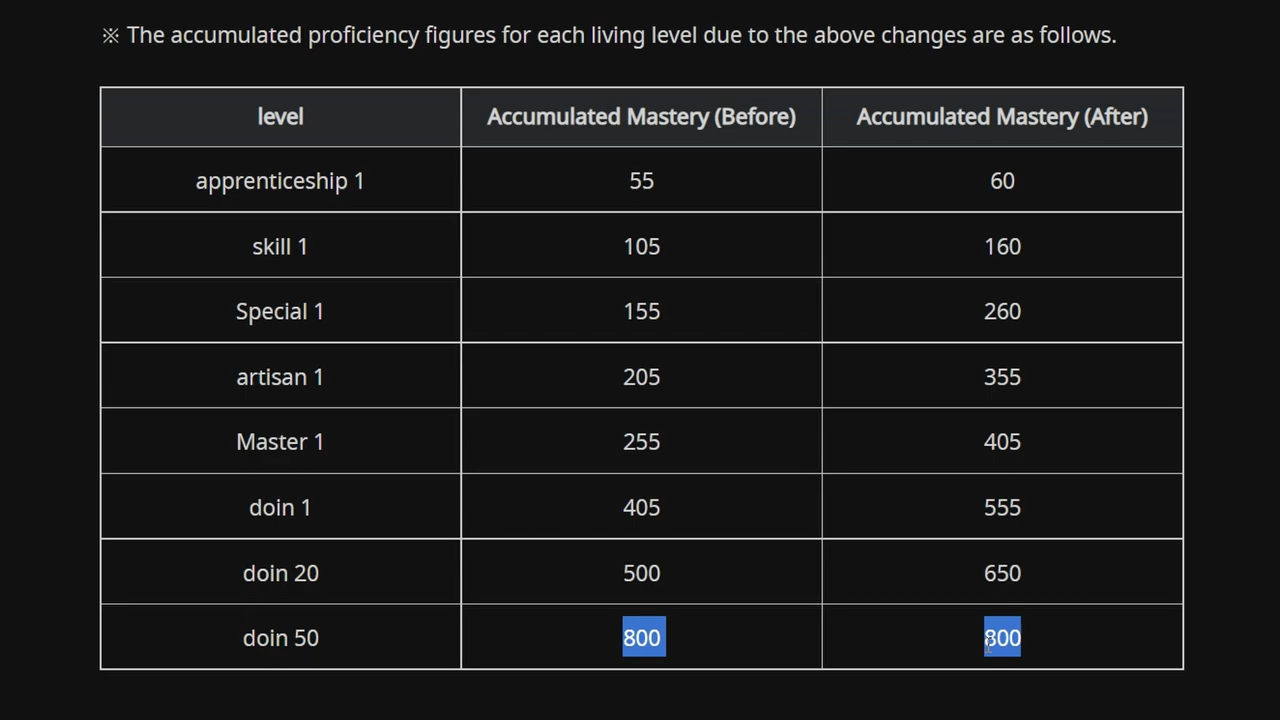 ※ The accumulated proficiency figures for each living level due to the above changes are as follows.
level Accumulated Mastery (Before) Accumulated Mastery (After)
apprenticeship 1 55 60
skill 1 105 160
Special 1 155 260
artisan 1 205 355
Master 1 255 405
doin 1 405 555
doin 20 500 650
doin 50 800 800